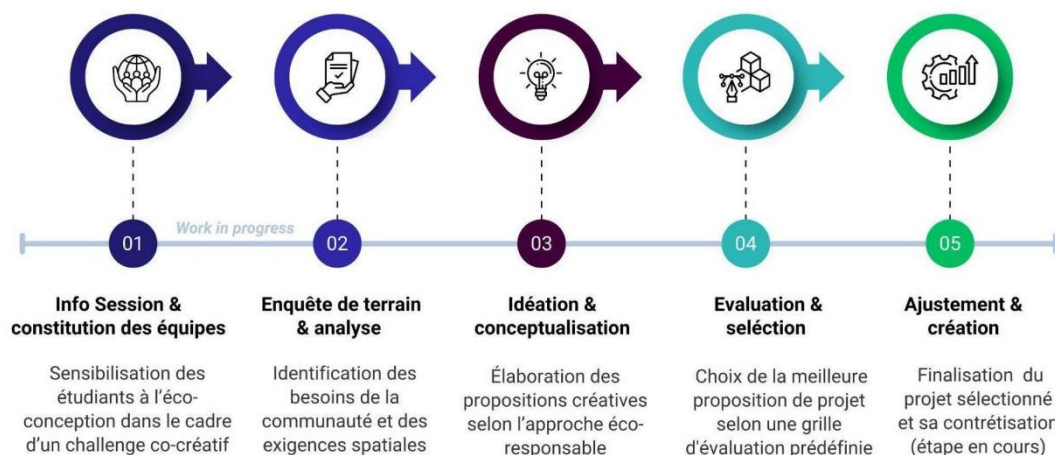 Work in progress
01
02
03
04
05
Info Session &
constitution des équipes
Sensibilisation des
étudiants à l'éco-
conception dans le cadre
d'un challenge co-créatif
Enquête de terrain
& analyse
Identification des
besoins de la
communauté et des
exigences spatiales
Idéation &
conceptualisation
Élaboration des
propositions créatives
selon l'approche éco-
responsable
Evaluation &
seléction
Choix de la meilleure
proposition de projet
selon une grille
d'évaluation prédéfinie
Ajustement &
création
Finalisation du
projet sélectionné
et sa contrétisation
(étape en cours)